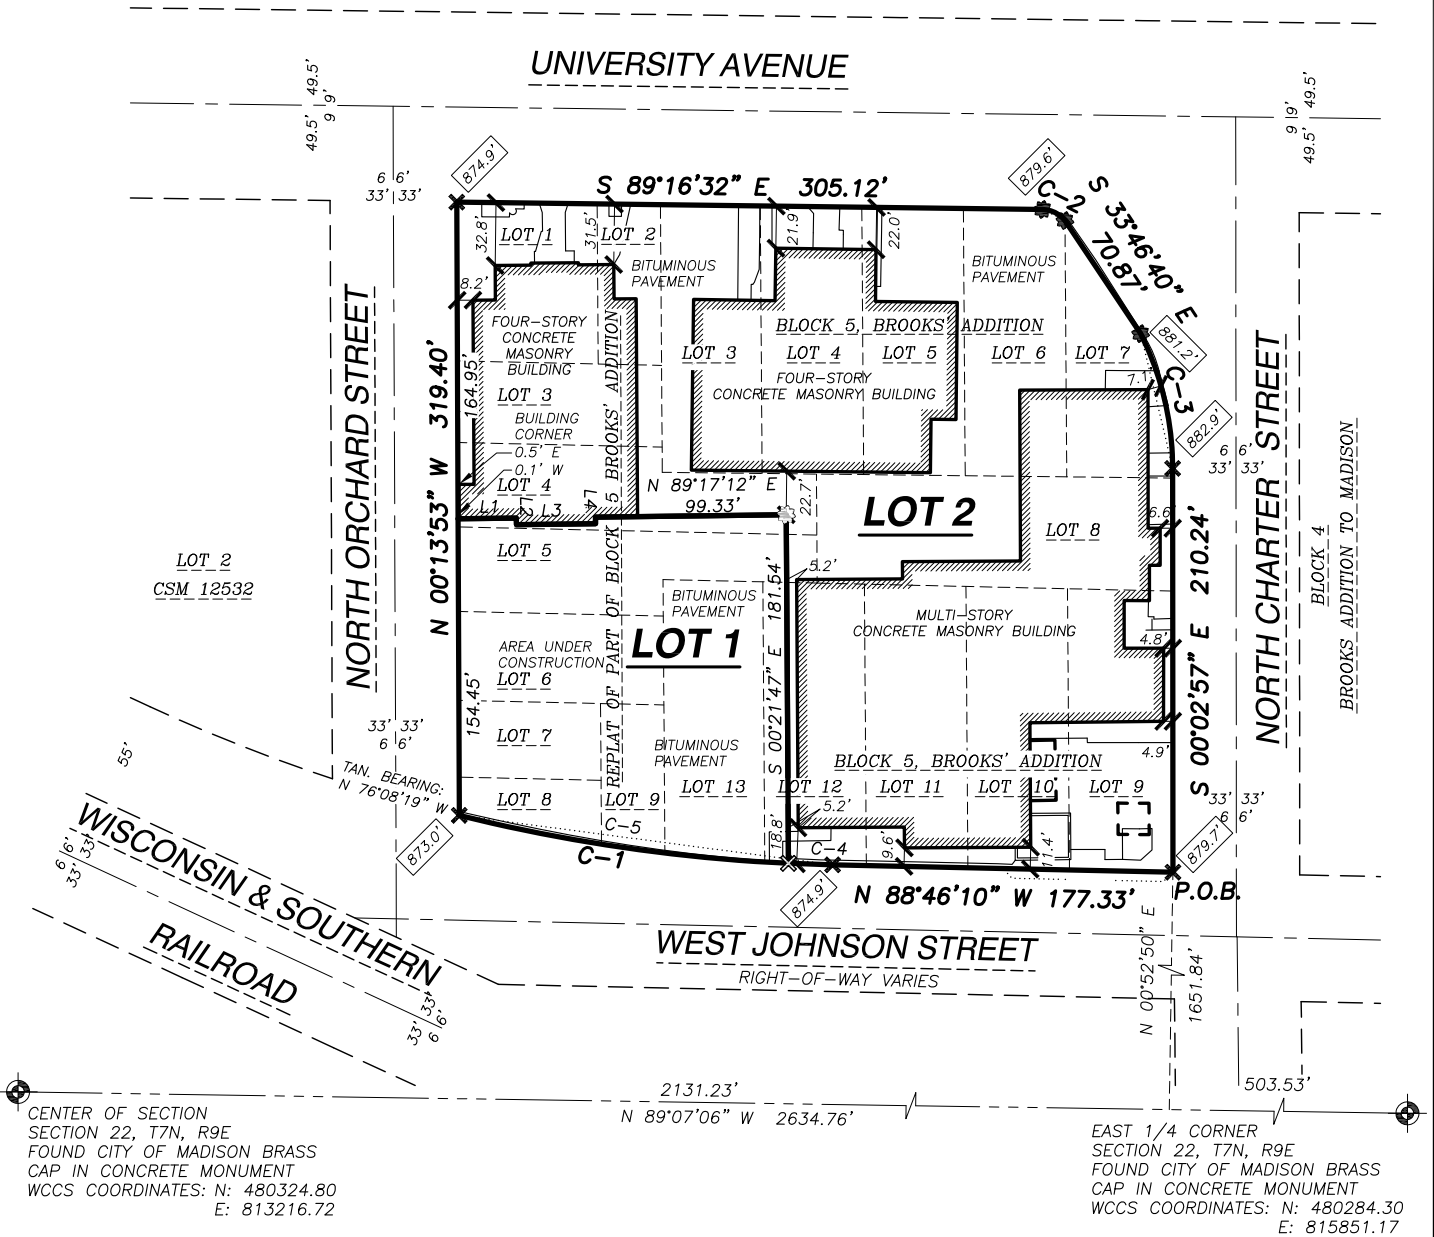 UNIVERSITY AVENUE
49.5' 49.5'
9' 9'
9' 9'
49.5' 49.5'
6' 6'
33' 33'
874.9'
S 89°16'32" E 305.12'
879.6'
C-2
S 33°46'40" E
70.87'
32.8'
LOT 1
31.5'
LOT 2
21.9'
22.0'
BITUMINOUS
PAVEMENT
BITUMINOUS
PAVEMENT
8.2'
FOUR-STORY
CONCRETE
MASONRY
BUILDING
BLOCK 5, BROOKS' ADDITION
LOT 3
LOT 4
LOT 5
LOT 6
LOT 7
881.2'
7.1'
C-3
882.9'
FOUR-STORY
CONCRETE MASONRY BUILDING
NORTH ORCHARD STREET
N 00°13'53" W 319.40'
164.95'
LOT 3
BUILDING
CORNER
0.5' E
0.1' W
LOT 4
L1
L2
L3
L4
REPLAT OF PART OF BLOCK 5 BROOKS' ADDITION
N 89°17'12" E
99.33'
22.7'
LOT 2
LOT 8
6.6'
6' 6'
33' 33'
NORTH CHARTER STREET
BLOCK 4
BROOKS ADDITION TO MADISON
LOT 2
CSM 12532
LOT 5
5.2'
S 00°21'47" E 181.54'
BITUMINOUS
PAVEMENT
MULTI-STORY
CONCRETE MASONRY BUILDING
4.8'
S 00°02'57" E 210.24'
AREA UNDER
CONSTRUCTION
LOT 1
LOT 6
154.45'
33' 33'
6' 6'
LOT 7
BITUMINOUS
PAVEMENT
4.9'
BLOCK 5, BROOKS' ADDITION
55'
TAN. BEARING:
N 76°08'19" W
LOT 8
LOT 9
LOT 13
LOT 12
LOT 11
LOT 10
LOT 9
33' 33'
6' 6'
5.2'
C-5
18.8'
C-4
9.6'
11.4'
873.0'
C-1
874.9'
879.7'
N 88°46'10" W 177.33'
P.O.B.
WISCONSIN & SOUTHERN
RAILROAD
33'
6' 6'
33'
33'
6'
33' 6'
WEST JOHNSON STREET
RIGHT-OF-WAY VARIES
N 00°52'50" E
1651.84'
2131.23'
503.53'
N 89°07'06" W 2634.76'
CENTER OF SECTION
SECTION 22, T7N, R9E
FOUND CITY OF MADISON BRASS
CAP IN CONCRETE MONUMENT
WCCS COORDINATES: N: 480324.80
E: 813216.72
EAST 1/4 CORNER
SECTION 22, T7N, R9E
FOUND CITY OF MADISON BRASS
CAP IN CONCRETE MONUMENT
WCCS COORDINATES: N: 480284.30
E: 815851.17